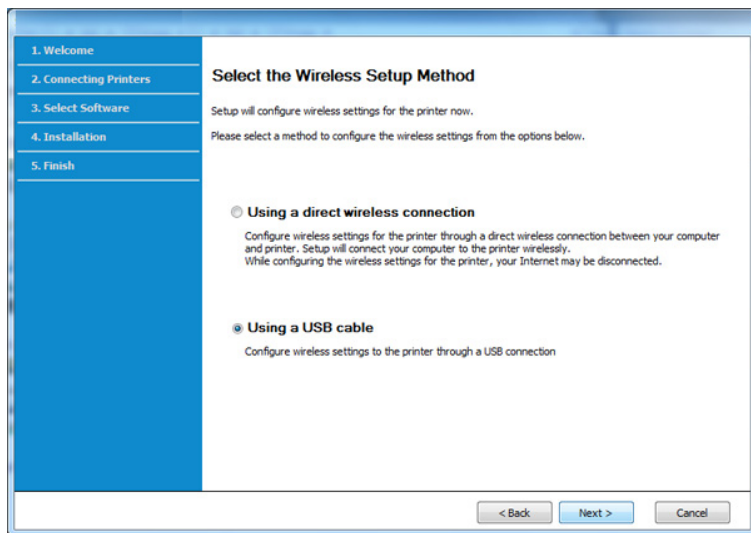 1. Welcome
2. Connecting Printers
3. Select Software
4. Installation
5. Finish
Select the Wireless Setup Method
Setup will configure wireless settings for the printer now.
Please select a method to configure the wireless settings from the options below.
Using a direct wireless connection
Configure wireless settings for the printer through a direct wireless connection between your computer
and printer. Setup will connect your computer to the printer wirelessly.
While configuring the wireless settings for the printer, your Internet may be disconnected.
Using a USB cable
Configure wireless settings to the printer through a USB connection
< Back
Next >
Cancel